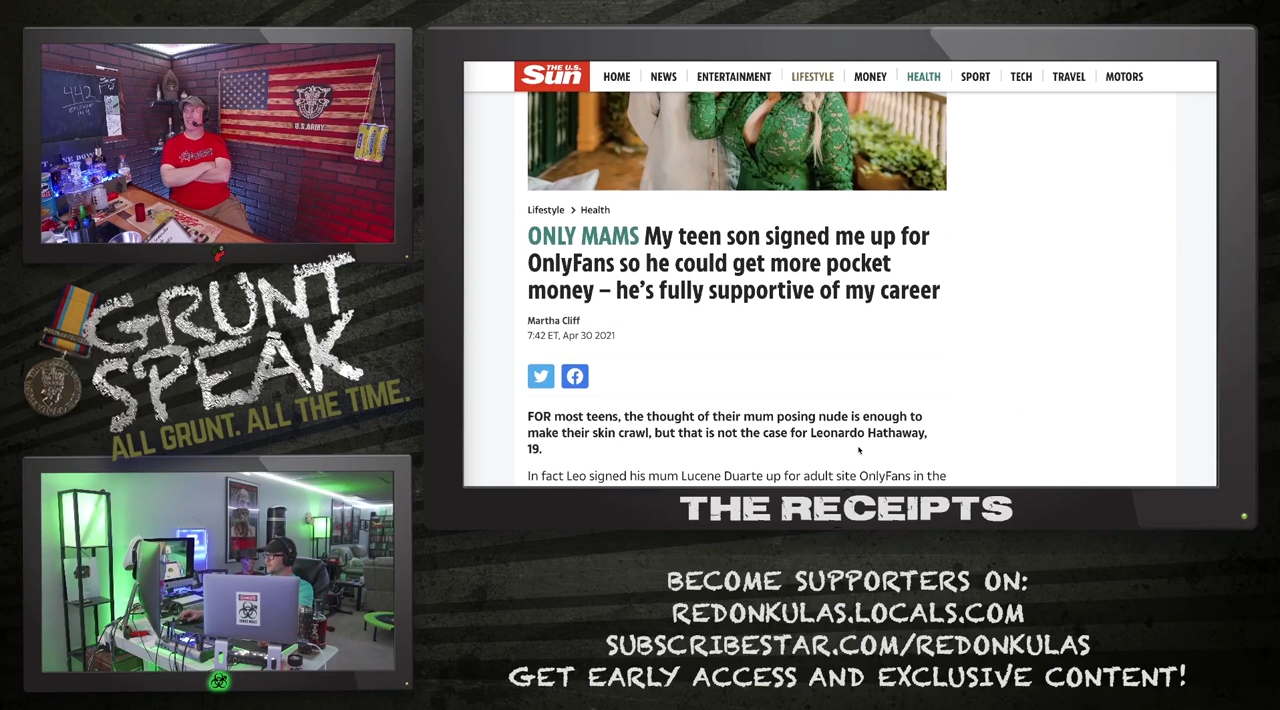 442
U.S.ARMY
GRUNT
SPEAK
ALL GRUNT. ALL THE TIME.
DANGER
THE U.S.
Sun
HOME
NEWS
ENTERTAINMENT
LIFESTYLE
MONEY
HEALTH
SPORT
TECH
TRAVEL
MOTORS
Lifestyle > Health
ONLY MAMS My teen son signed me up for
OnlyFans so he could get more pocket
money – he's fully supportive of my career
Martha Cliff
7:42 ET, Apr 30 2021
FOR most teens, the thought of their mum posing nude is enough to
make their skin crawl, but that is not the case for Leonardo Hathaway,
19.
In fact Leo signed his mum Lucene Duarte up for adult site OnlyFans in the
THE RECEIPTS
BECOME SUPPORTERS ON:
REDONKULAS.LOCALS.COM
SUBSCRIBESTAR.COM/REDONKULAS
GET EARLY ACCESS AND EXCLUSIVE CONTENT!